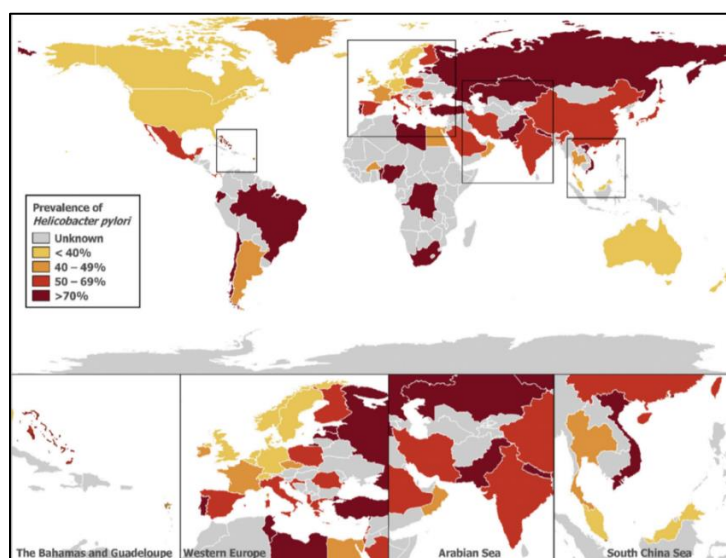 Prevalence of
Helicobacter pylori
Unknown
< 40%
40 – 49%
50 – 69%
>70%
The Bahamas and Guadeloupe
Western Europe
Arabian Sea
South China Sea